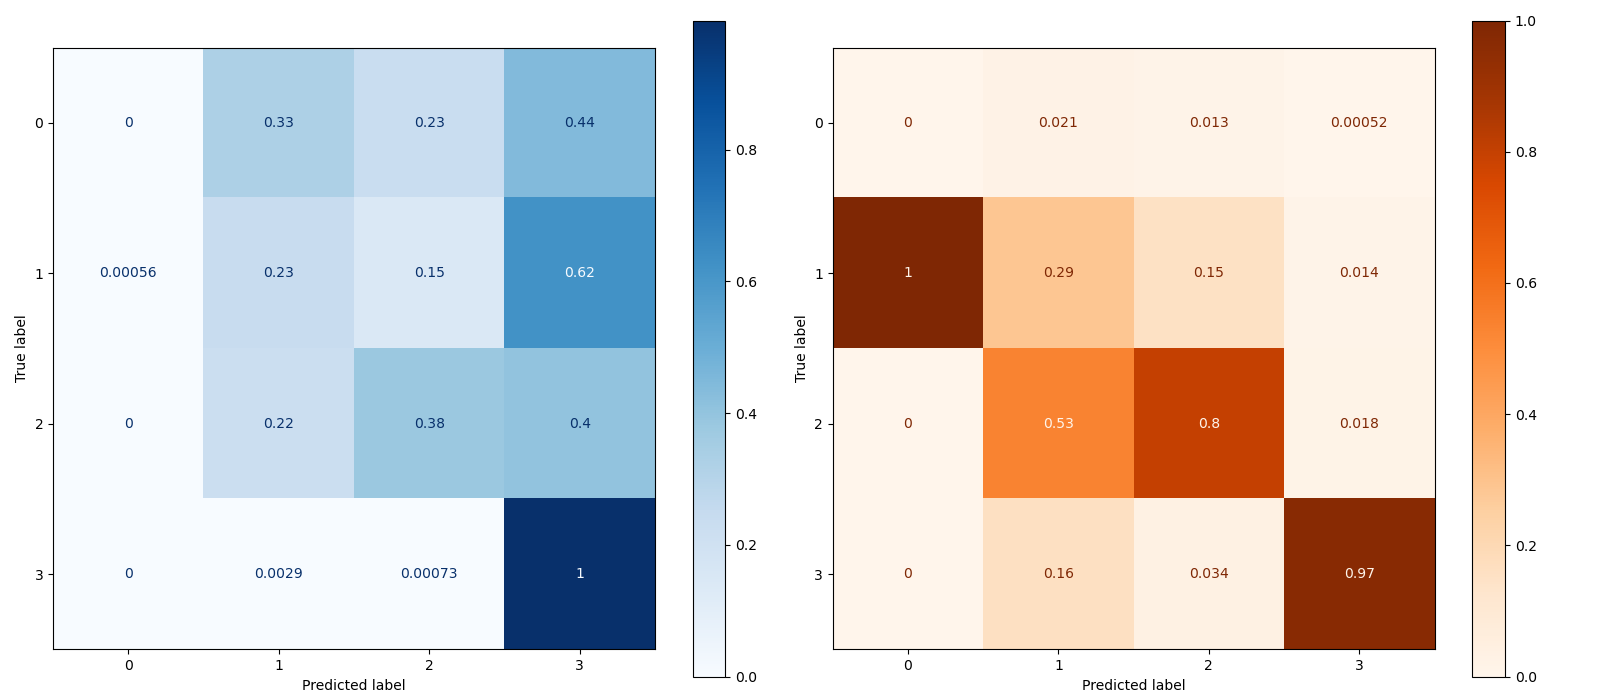 0 0 0.33 0.23 0.44
1 0.00056 0.23 0.15 0.62
2 0 0.22 0.38 0.4
3 0 0.0029 0.00073 1
0 1 2 3
True label
Predicted label
0.8
0.6
0.4
0.2
0.0
0 0 0.021 0.013 0.00052
1 1 0.29 0.15 0.014
2 0 0.53 0.8 0.018
3 0 0.16 0.034 0.97
0 1 2 3
True label
Predicted label
1.0
0.8
0.6
0.4
0.2
0.0